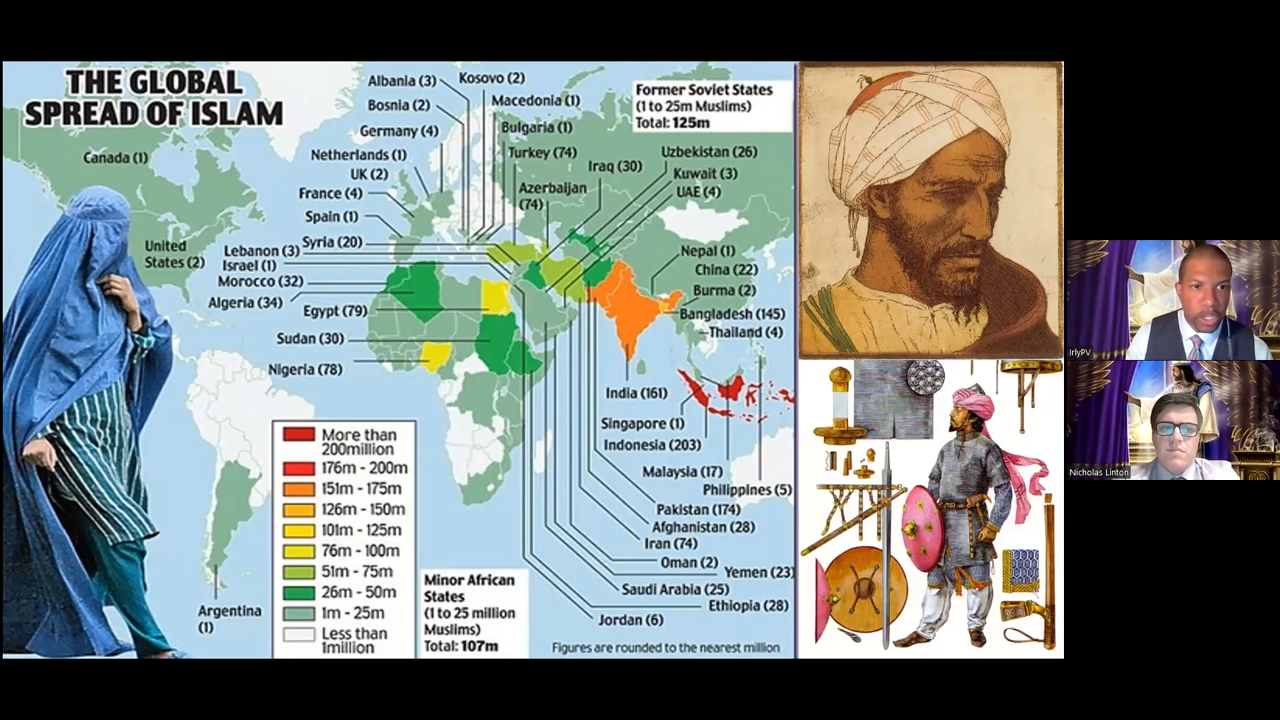 THE GLOBAL
SPREAD OF ISLAM
Canada (1)
United
States (2)
Argentina
(1)
Albania (3)
Kosovo (2)
Bosnia (2)
Macedonia (1)
Germany (4)
Bulgaria (1)
Netherlands (1)
Turkey (74)
UK (2)
France (4)
Azerbaijan
(74)
Spain (1)
Iraq (30)
Former Soviet States
(1 to 25m Muslims)
Total: 125m
Uzbekistan (26)
Kuwait (3)
UAE (4)
Syria (20)
Lebanon (3)
Israel (1)
Morocco (32)
Algeria (34)
Egypt (79)
Sudan (30)
Nigeria (78)
Nepal (1)
China (22)
Burma (2)
Bangladesh (145)
Thailand (4)
India (161)
Singapore (1)
Indonesia (203)
Malaysia (17)
Philippines (5)
Pakistan (174)
Afghanistan (28)
Iran (74)
Oman (2)
Yemen (23)
Saudi Arabia (25)
Ethiopia (28)
Jordan (6)
More than
200million
176m - 200m
151m - 175m
126m - 150m
101m - 125m
76m - 100m
51m - 75m
26m - 50m
1m - 25m
Less than
1million
Minor African
States
(1 to 25 million
Muslims)
Total: 107m
Figures are rounded to the nearest million
IrlyPV
Nicholas Linton